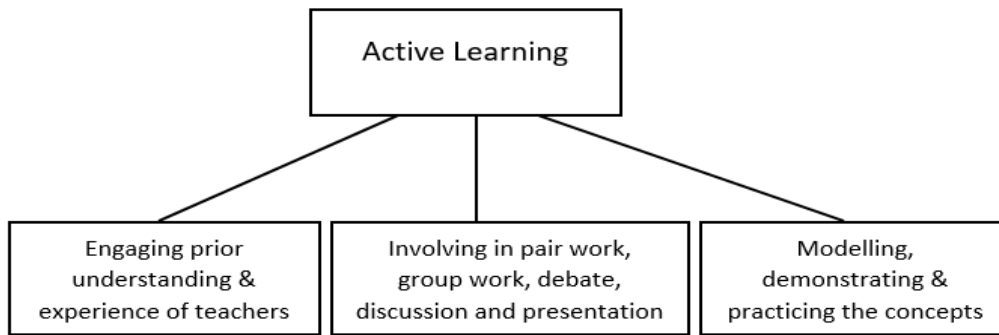 Active Learning
Engaging prior
understanding &
experience of teachers
Involving in pair work,
group work, debate,
discussion and presentation
Modelling,
demonstrating &
practicing the concepts